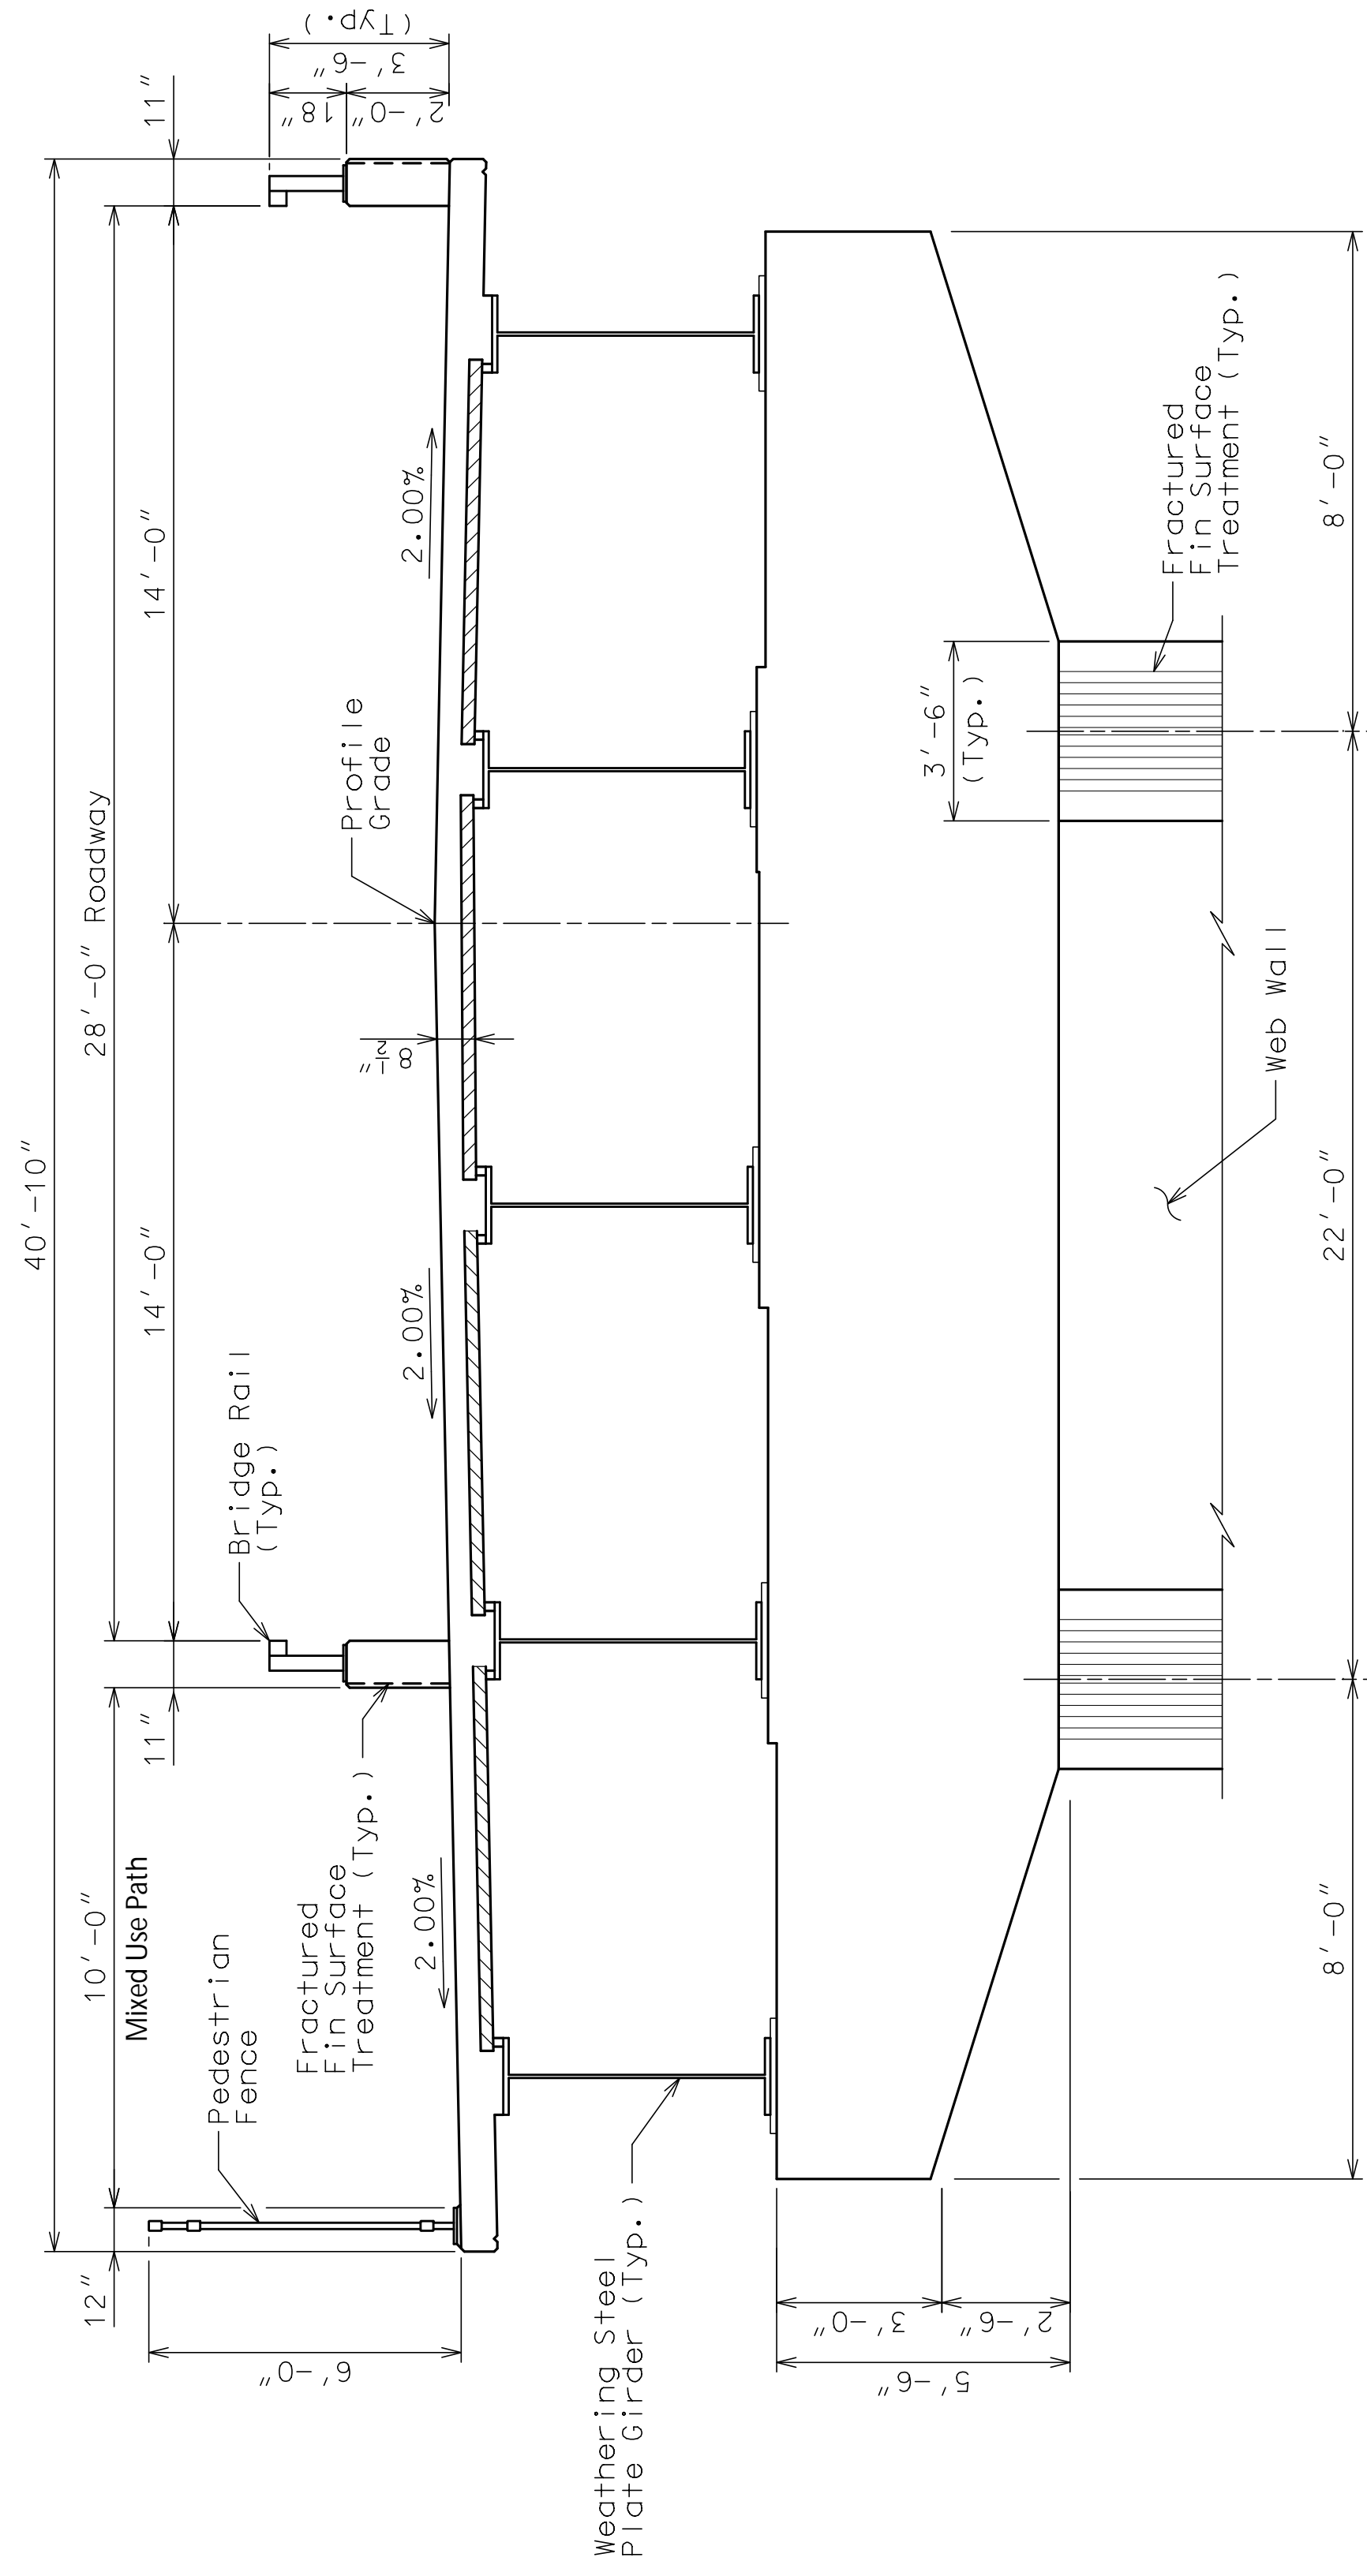 40'-10"
28'-0" Roadway
10'-0"
Mixed Use Path
12"
11"
14'-0"
14'-0"
11"
Pedestrian
Fence
Bridge Rail
(Typ.)
18"
2'-0"
3'-6"
(Typ.)
6'-0"
Fractured
Fin Surface
Treatment (Typ.)
Profile
Grade
2.00%
2.00%
2.00%
8 1/2"
Weathering Steel
Plate Girder (Typ.)
3'-0"
2'-6"
5'-6"
3'-6"
(Typ.)
Fractured
Fin Surface
Treatment (Typ.)
Web Wall
8'-0"
22'-0"
8'-0"